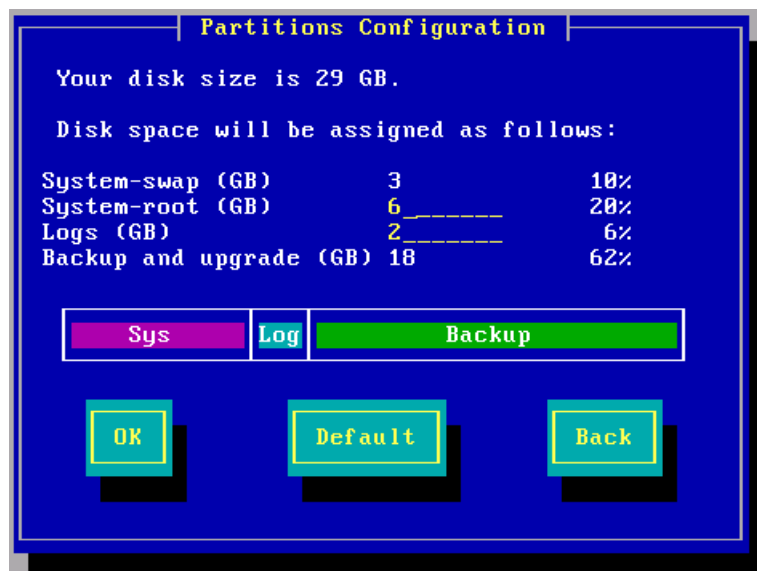 Partitions Configuration
Your disk size is 29 GB.
Disk space will be assigned as follows:
System-swap (GB) 3 10%
System-root (GB) 6_______ 20%
Logs (GB) 2_______ 6%
Backup and upgrade (GB) 18 62%
Sys Log Backup
OK Default Back